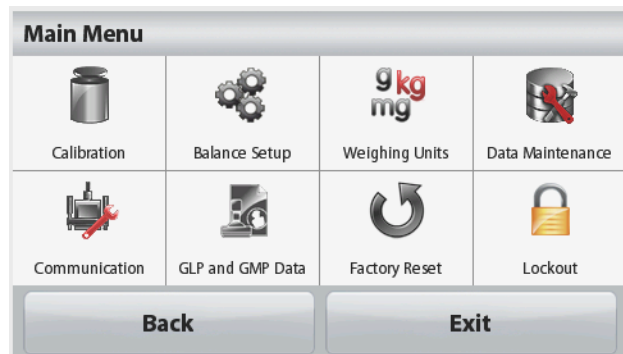 Main Menu
g kg
mg
Calibration
Balance Setup
Weighing Units
Data Maintenance
Communication
GLP and GMP Data
Factory Reset
Lockout
Back
Exit